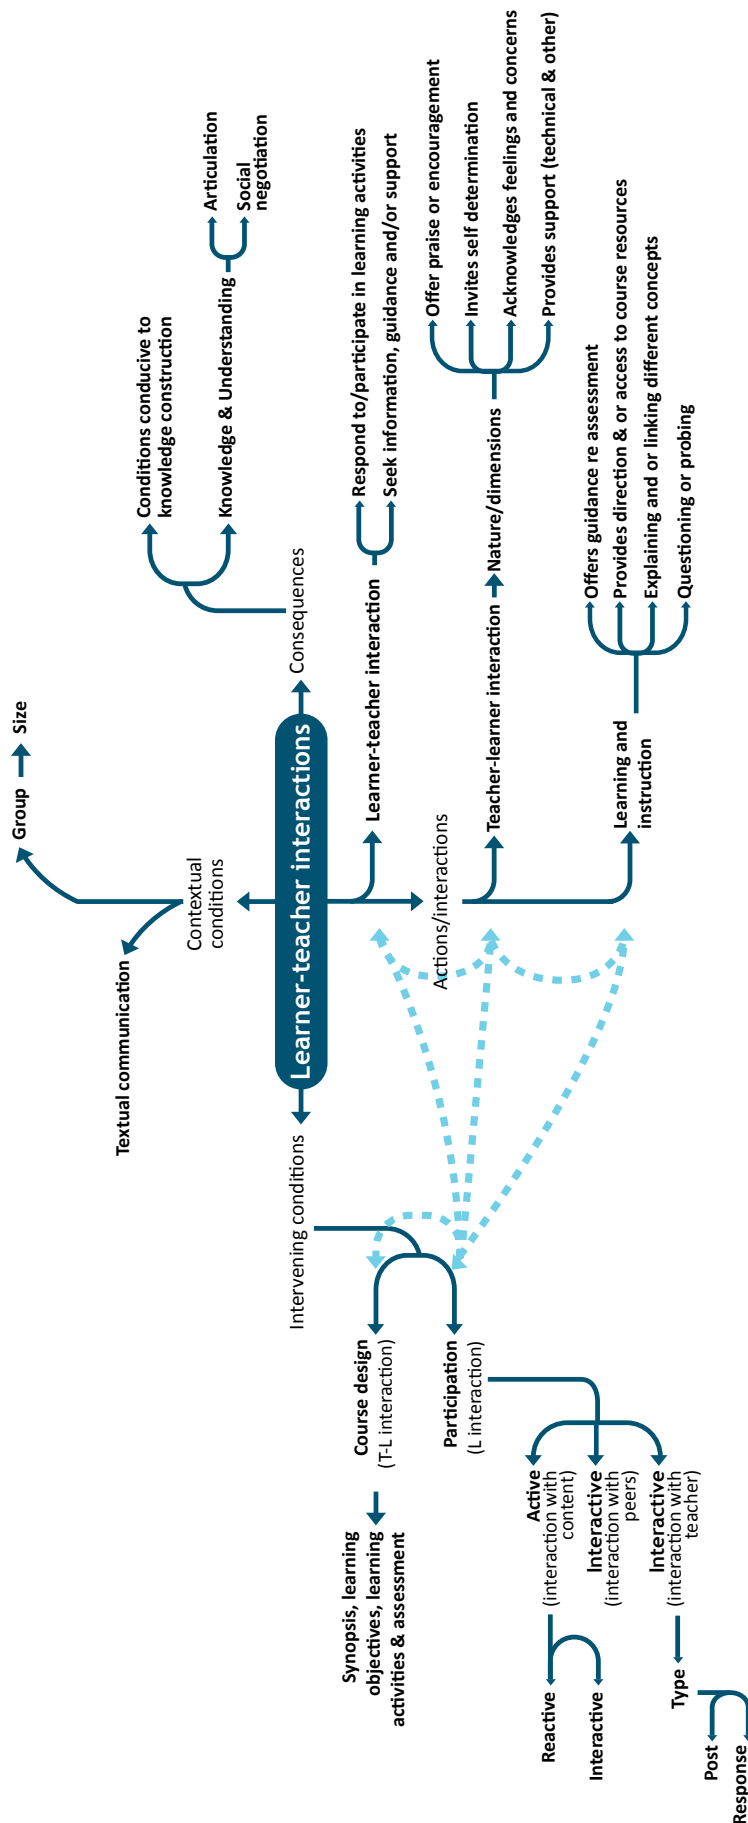 Group
Size
Textual communication
Contextual
conditions
Learner-teacher interactions
Intervening conditions
Course design
(T-L interaction)
Synopsis, learning
objectives, learning
activities & assessment
Participation
(L interaction)
Active
(interaction with
content)
Reactive
Interactive
Interactive
(interaction with
peers)
Interactive
(interaction with
teacher)
Type
Post
Response
Consequences
Conditions conducive to
knowledge construction
Knowledge & Understanding
Articulation
Social
negotiation
Actions/interactions
Learner-teacher interaction
Respond to/participate in learning activities
Seek information, guidance and/or support
Teacher-learner interaction
Nature/dimensions
Offer praise or encouragement
Invites self determination
Acknowledges feelings and concerns
Provides support (technical & other)
Learning and
instruction
Offers guidance re assessment
Provides direction & or access to course resources
Explaining and or linking different concepts
Questioning or probing